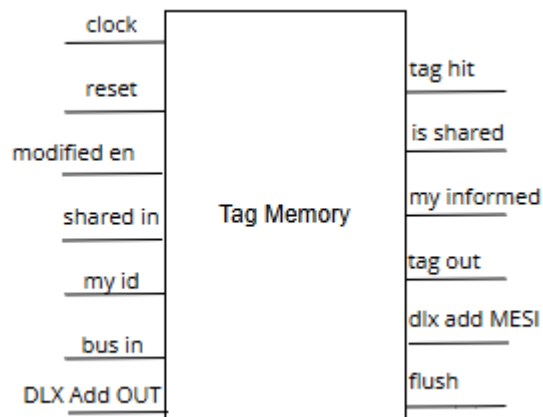 clock
reset
modified en
shared in
my id
bus in
DLX Add OUT
Tag Memory
tag hit
is shared
my informed
tag out
dlx add MESI
flush